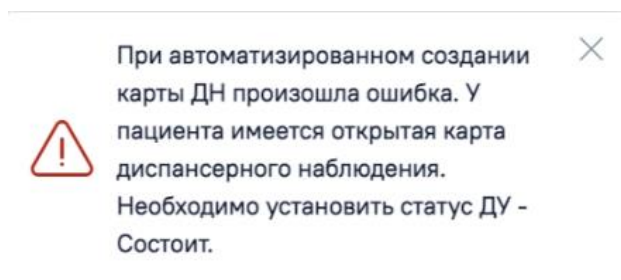 При автоматизированном создании
карты ДН произошла ошибка. У
пациента имеется открытая карта
диспансерного наблюдения.
Необходимо установить статус ДУ -
Состоит.